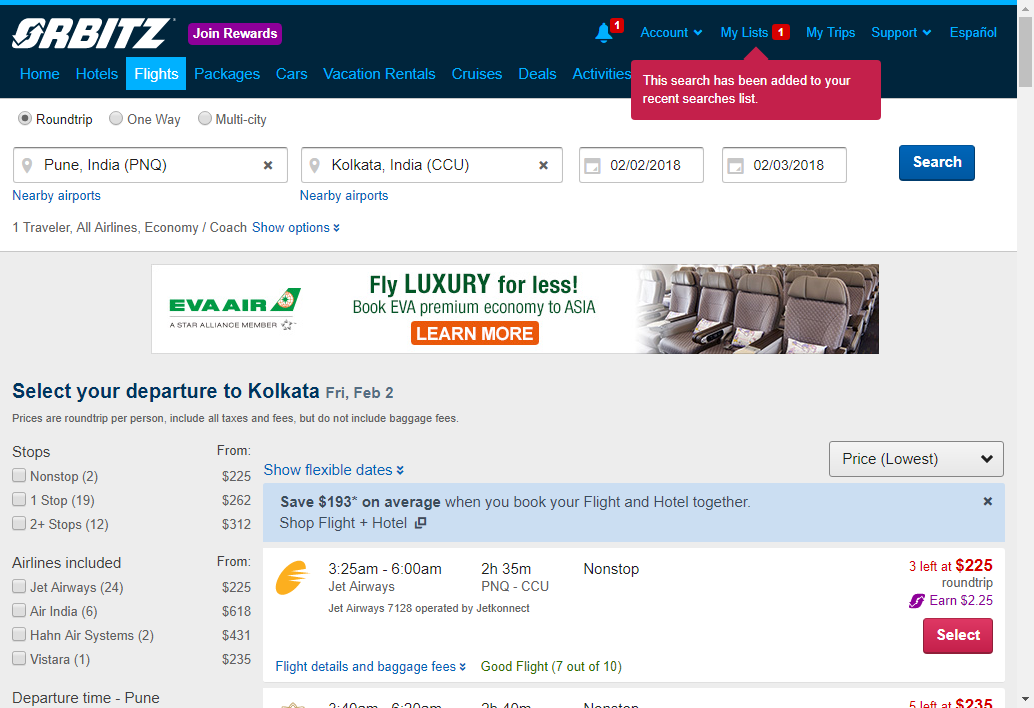 ORBITZ Join Rewards
1 Account My Lists 1 My Trips Support Español
Home Hotels Flights Packages Cars Vacation Rentals Cruises Deals Activities
This search has been added to your
recent searches list.
Roundtrip One Way Multi-city
Pune, India (PNQ) Kolkata, India (CCU) 02/02/2018 02/03/2018 Search
Nearby airports Nearby airports
1 Traveler, All Airlines, Economy / Coach Show options
EVA AIR
A STAR ALLIANCE MEMBER
Fly LUXURY for less!
Book EVA premium economy to ASIA
LEARN MORE
Select your departure to Kolkata Fri, Feb 2
Prices are roundtrip per person, include all taxes and fees, but do not include baggage fees.
Stops From:
Nonstop (2) $225
1 Stop (19) $262
2+ Stops (12) $312
Airlines included From:
Jet Airways (24) $225
Air India (6) $618
Hahn Air Systems (2) $431
Vistara (1) $235
Departure time - Pune
Show flexible dates Price (Lowest)
Save $193* on average when you book your Flight and Hotel together.
Shop Flight + Hotel
3:25am - 6:00am 2h 35m Nonstop 3 left at $225
Jet Airways PNQ - CCU roundtrip
Jet Airways 7128 operated by Jetkonnect Earn $2.25
Select
Flight details and baggage fees Good Flight (7 out of 10)
3:40am - 6:20am 2h 40m Nonstop 5 left at $235